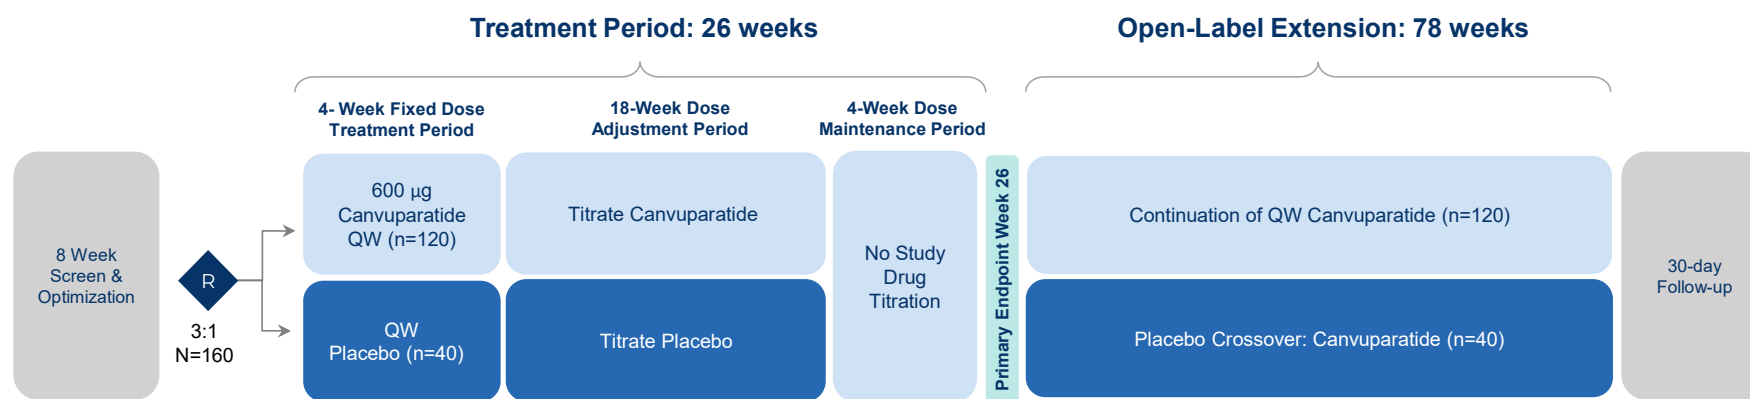 Treatment Period: 26 weeks
Open-Label Extension: 78 weeks
4- Week Fixed Dose
Treatment Period
18-Week Dose
Adjustment Period
4-Week Dose
Maintenance Period
8 Week
Screen &
Optimization
R
3:1
N=160
600 µg
Canvuparatide
QW (n=120)
Titrate Canvuparatide
QW
Placebo (n=40)
Titrate Placebo
No Study
Drug
Titration
Primary Endpoint Week 26
Continuation of QW Canvuparatide (n=120)
Placebo Crossover: Canvuparatide (n=40)
30-day
Follow-up